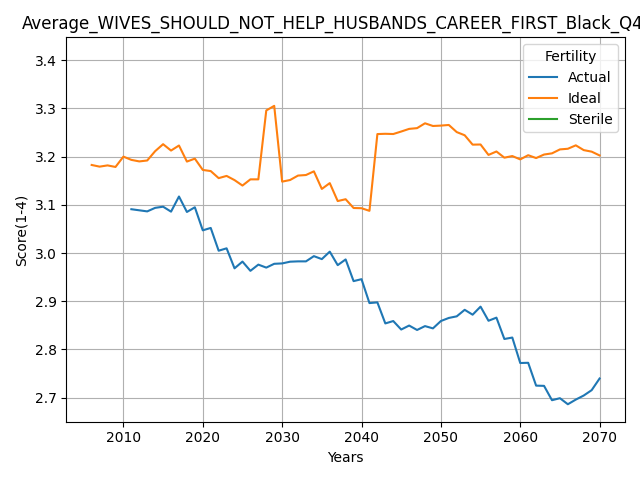 Average_WIVES_SHOULD_NOT_HELP_HUSBANDS_CAREER_FIRST_Black_Q4
Fertility
Actual
Ideal
Sterile
Score(1-4)
3.4
3.3
3.2
3.1
3.0
2.9
2.8
2.7
2010 2020 2030 2040 2050 2060 2070
Years